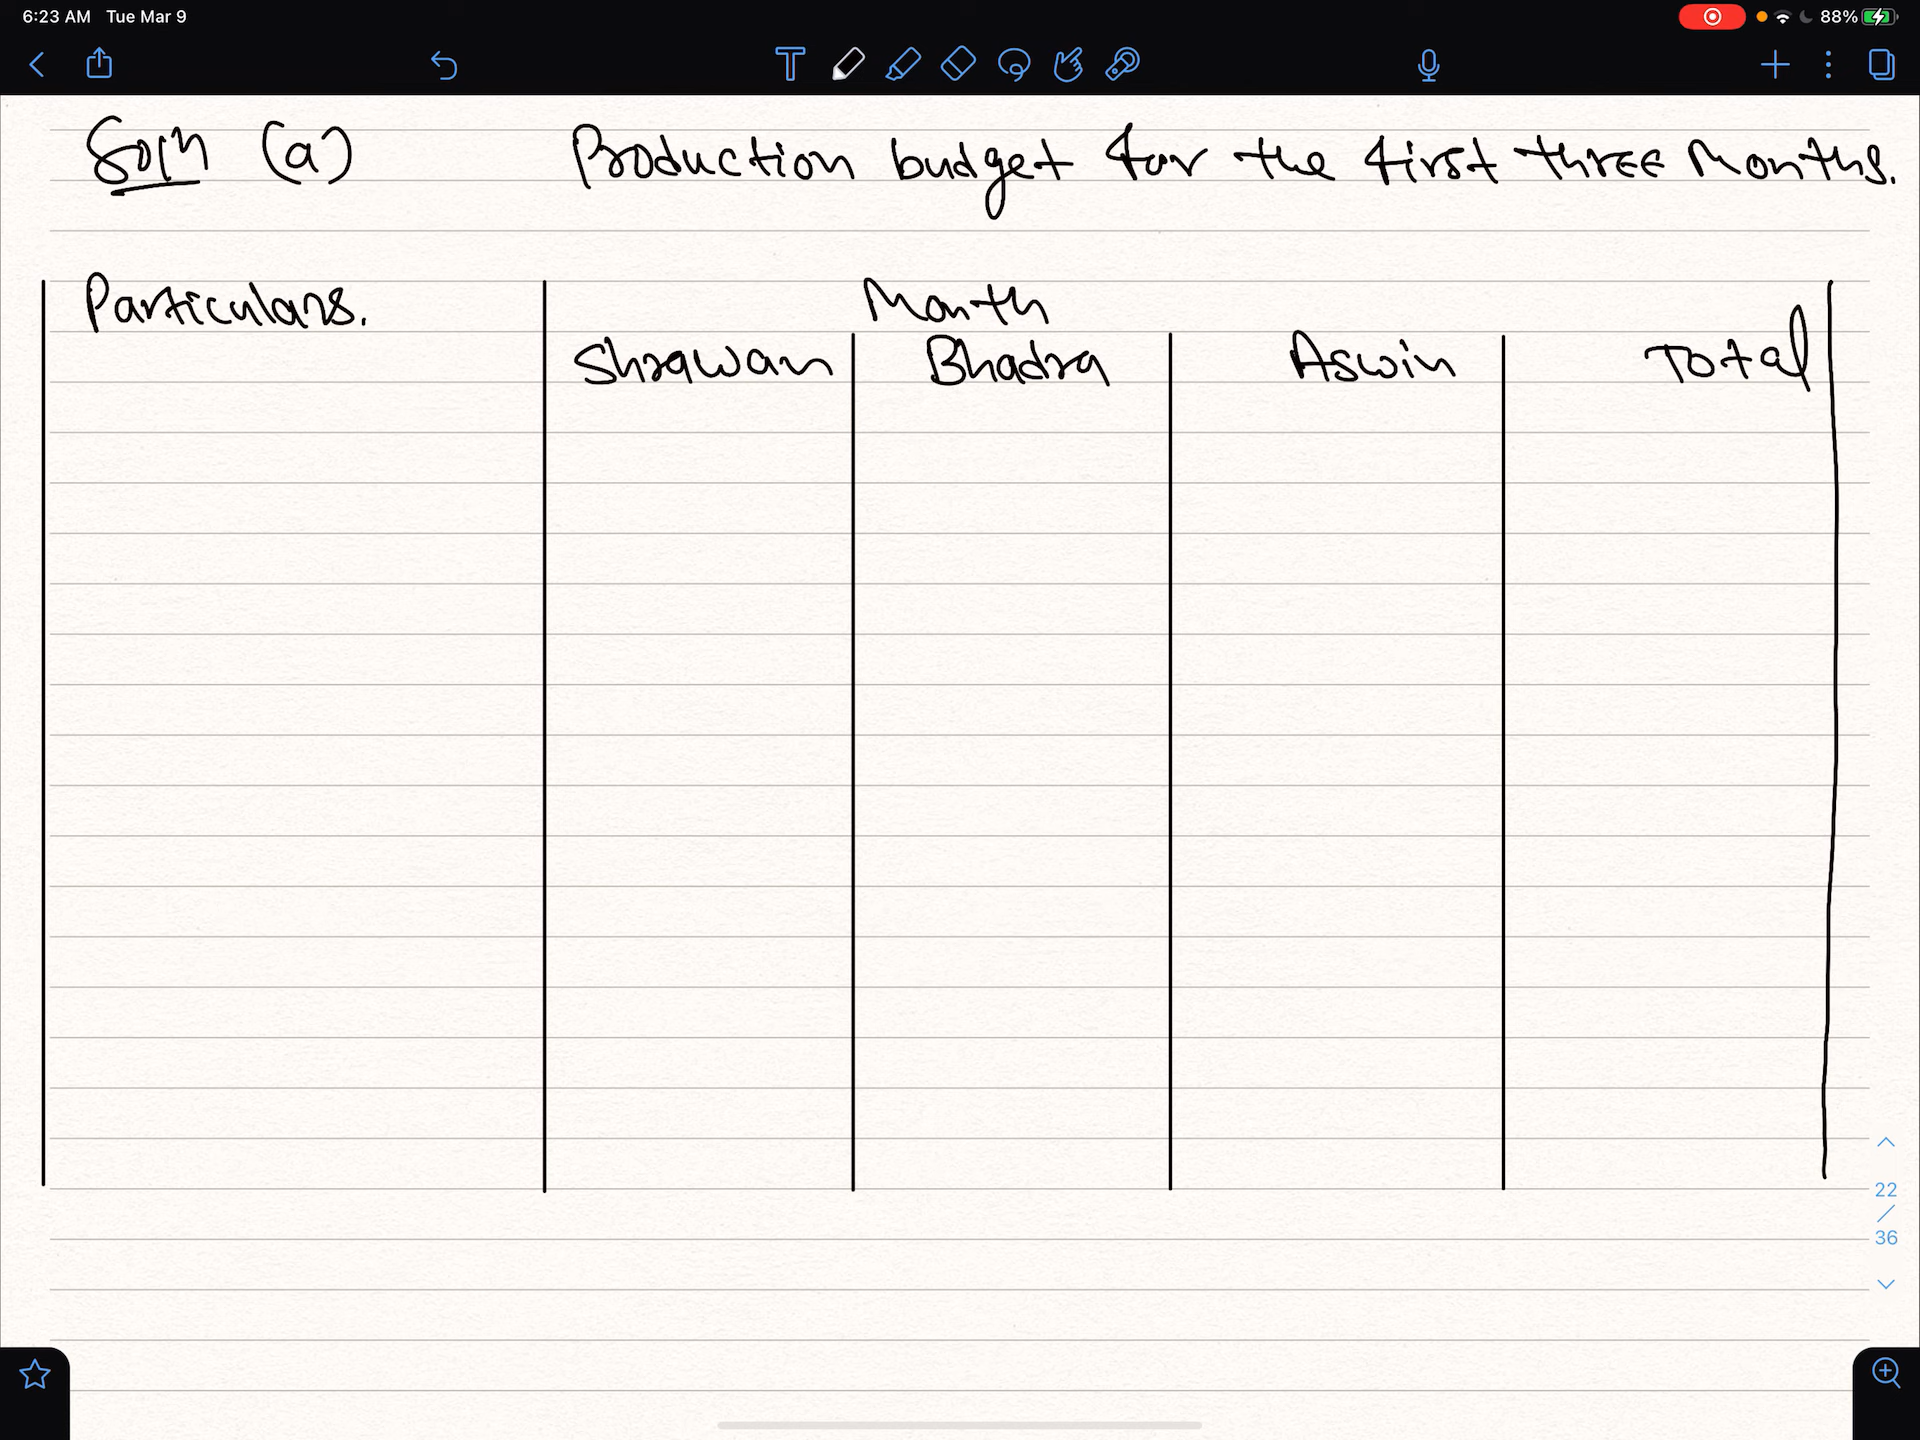 6:23 AM Tue Mar 9
88%
Soln (a) Production budget for the first three Months.
Particulars. Month
Shrawan Bhadra Aswin Total
22
/
36